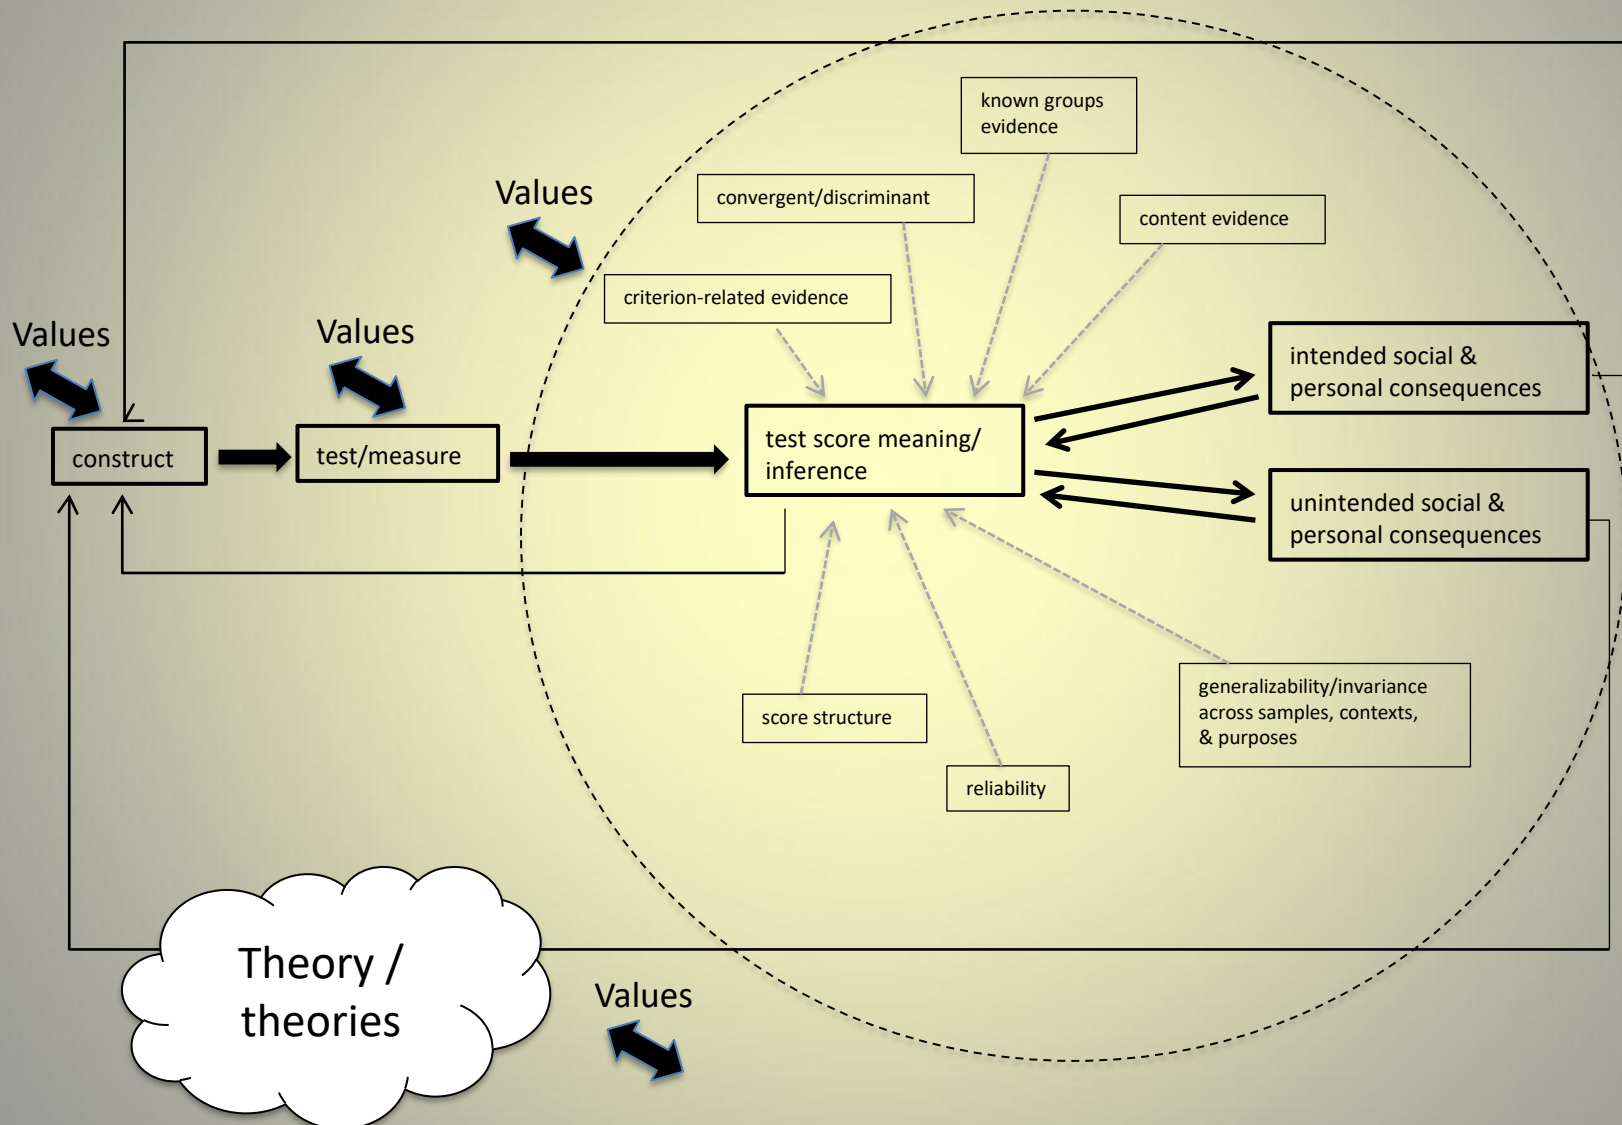 known groups
evidence
Values
convergent/discriminant
content evidence
criterion-related evidence
Values
Values
intended social &
personal consequences
construct
test/measure
test score meaning/
inference
unintended social &
personal consequences
generalizability/invariance
across samples, contexts,
& purposes
score structure
reliability
Theory /
theories
Values